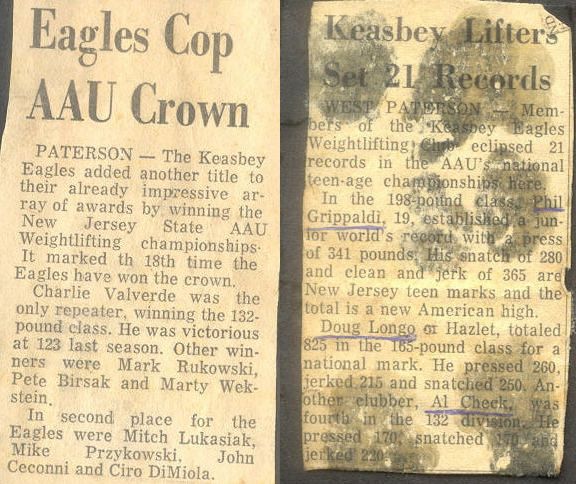 Eagles Cop
AAU Crown
PATERSON — The Keasbey
Eagles added another title to
their already impressive ar-
ray of awards by winning the
New Jersey State AAU
Weightlifting championships.
It marked th 18th time the
Eagles have won the crown.
Charlie Valverde was the
only repeater, winning the 132-
pound class. He was victorious
at 123 last season. Other win-
ners were Mark Rukowski,
Pete Birsak and Marty Wek-
stein.
In second place for the
Eagles were Mitch Lukasiak,
Mike Przykowski, John
Ceconni and Ciro DiMiola.
Keasbey Lifters
Set 21 Records
WEST PATERSON — Mem-
bers of the Keasbey Eagles
Weightlifting Club eclipsed 21
records in the AAU's national
teen-age championships here.
In the 198-pound class, Phil
Grippaldi, 19, established a jun-
ior world's record with a press
of 341 pounds. His snatch of 280
and clean and jerk of 365 are
New Jersey teen marks and the
total is a new American high.
Doug Longo of Hazlet, totaled
825 in the 165-pound class for a
national mark. He pressed 260,
jerked 215 and snatched 250. An-
other clubber, Al Check, was
fourth in the 132 division. He
pressed 170, snatched 170 and
jerked 220.